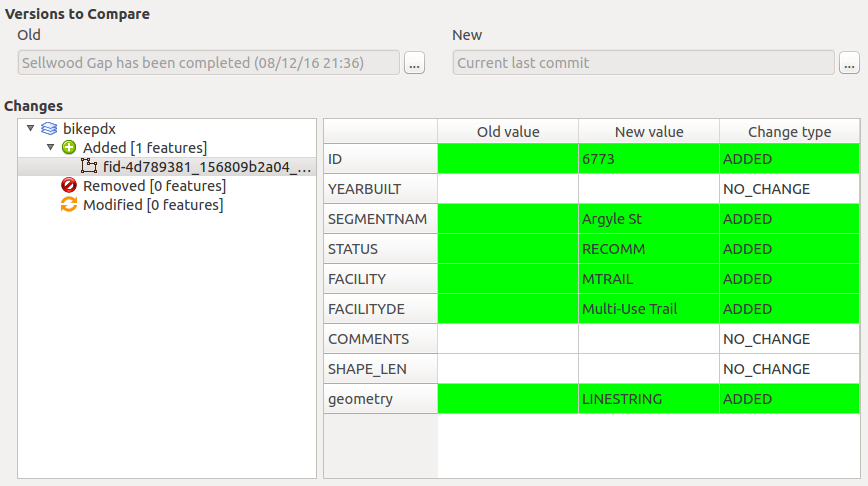 Versions to Compare
Old
New
Sellwood Gap has been completed (08/12/16 21:36)
...
Current last commit
...
Changes
bikepdx
Added [1 features]
fid-4d789381_156809b2a04_...
Removed [0 features]
Modified [0 features]
Old value New value Change type
ID 6773 ADDED
YEARBUILT NO_CHANGE
SEGMENTNAM Argyle St ADDED
STATUS RECOMM ADDED
FACILITY MTRAIL ADDED
FACILITYDE Multi-Use Trail ADDED
COMMENTS NO_CHANGE
SHAPE_LEN NO_CHANGE
geometry LINESTRING ADDED